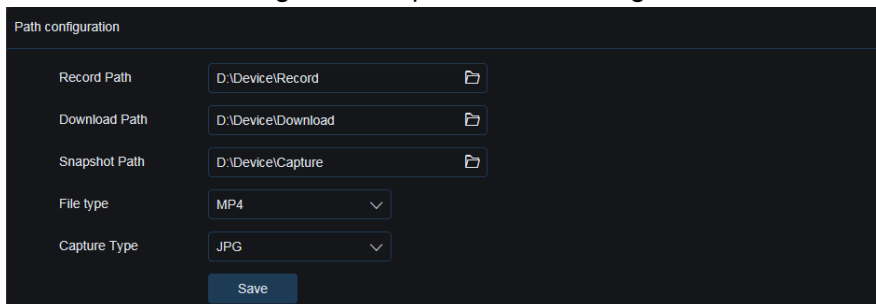 Path configuration
Record Path D:\Device\Record
Download Path D:\Device\Download
Snapshot Path D:\Device\Capture
File type MP4
Capture Type JPG
Save